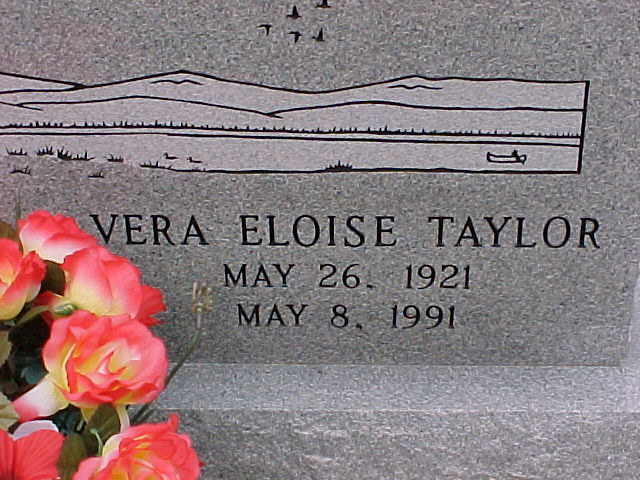 VERA ELOISE TAYLOR
MAY 26, 1921
MAY 8, 1991